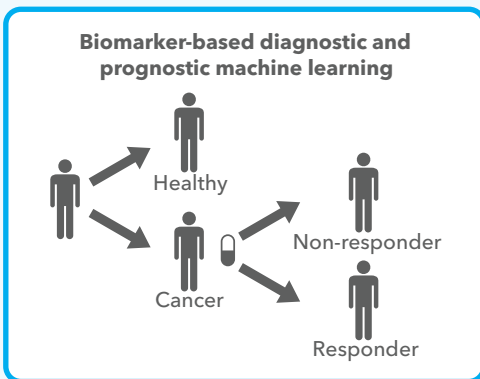 Biomarker-based diagnostic and
prognostic machine learning
Healthy
Non-responder
Cancer
Responder